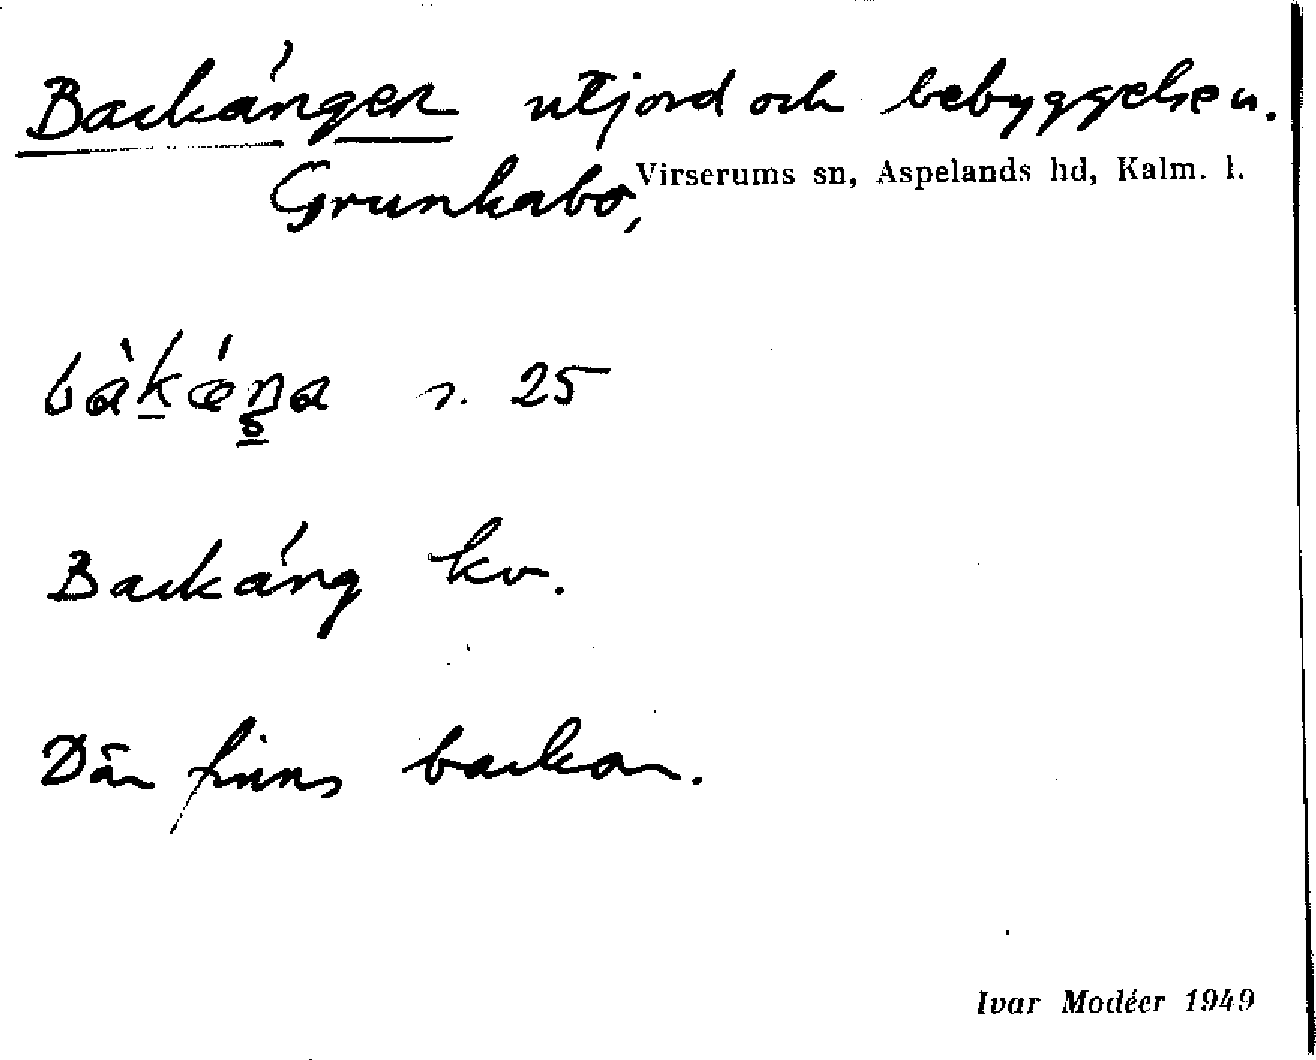 Backängen utjord och bebyggelsen.
Grunkabo, Virserums sn, Aspelands hd, Kalm. l.
bàkǽŋa s. 25
Backäng kv.
Där finns backar.
Ivar Modéer 1949